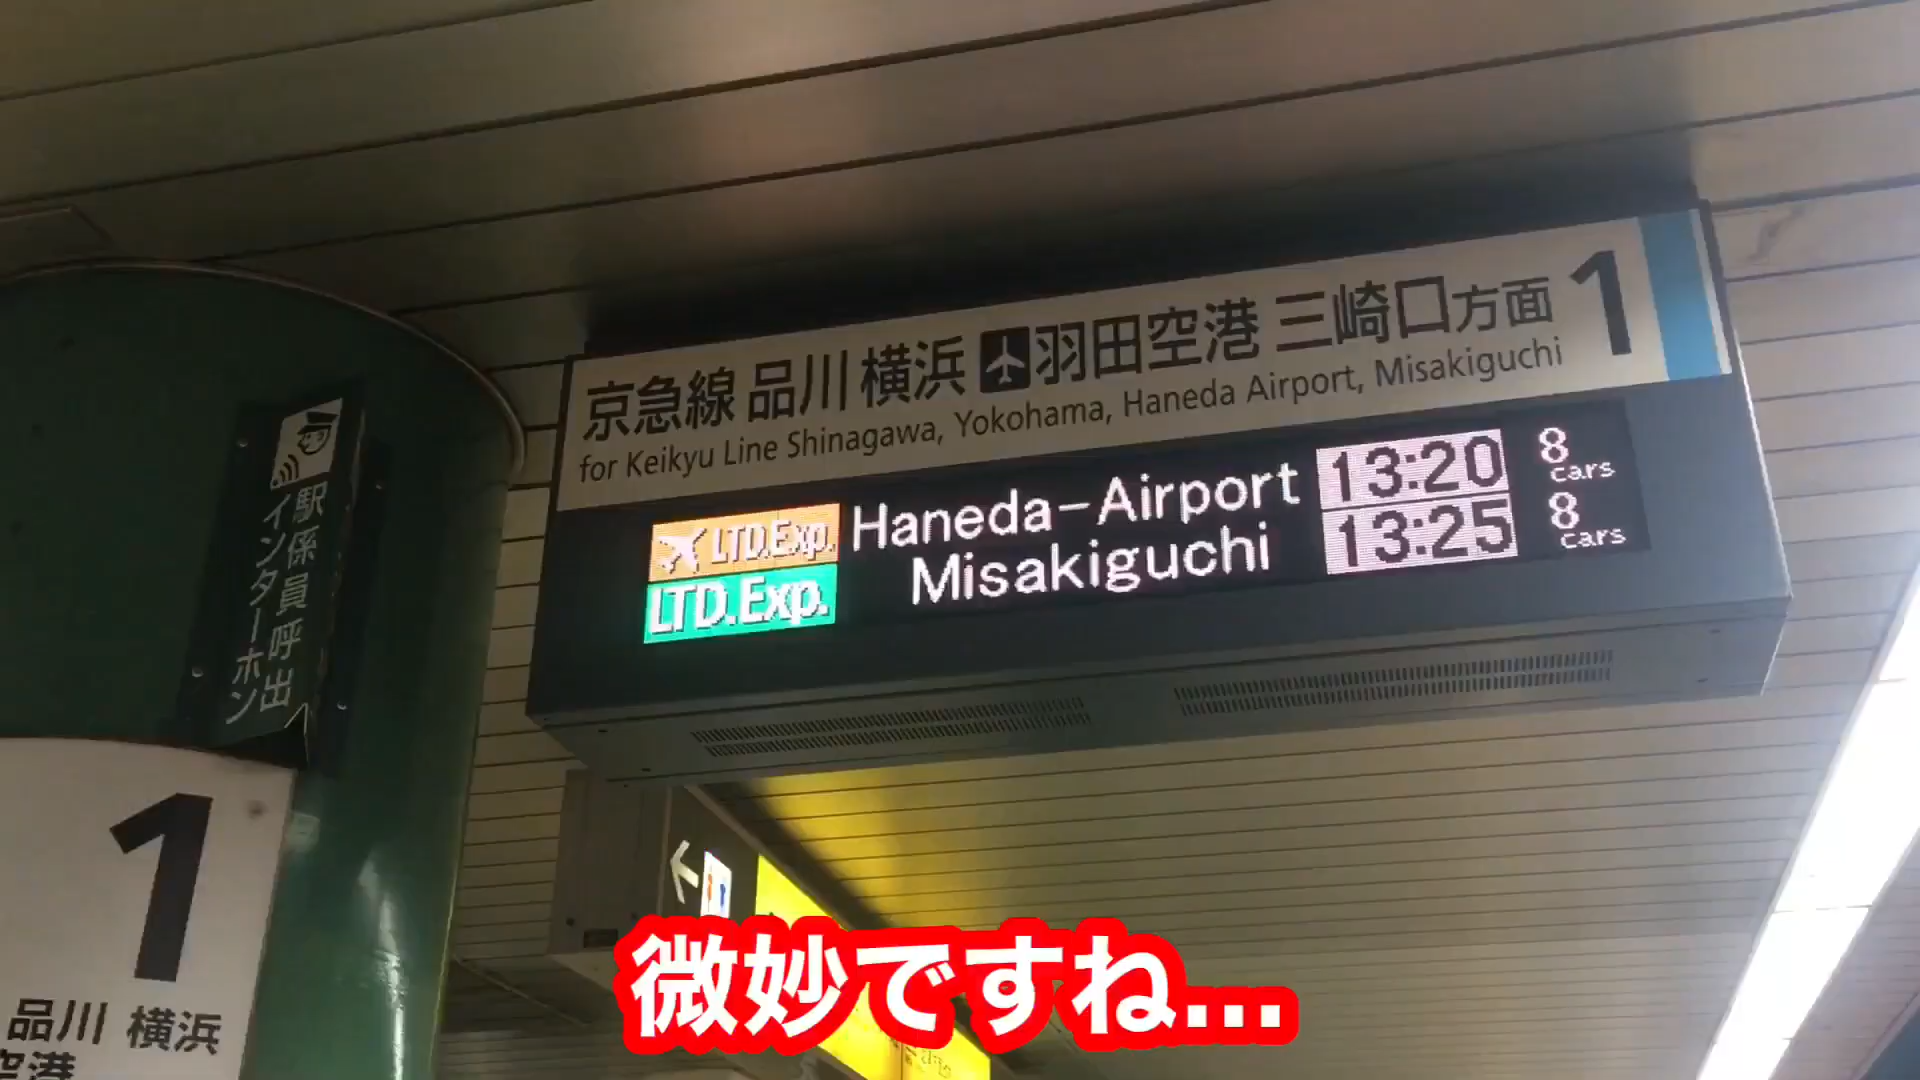 京急線 品川 横浜 羽田空港 三崎口方面 1
for Keikyu Line Shinagawa, Yokohama, Haneda Airport, Misakiguchi
LTD.Exp. Haneda-Airport 13:20 8 cars
LTD.Exp. Misakiguchi 13:25 8 cars
駅係員呼出
インターホン
1
品川 横浜
空港
微妙ですね...